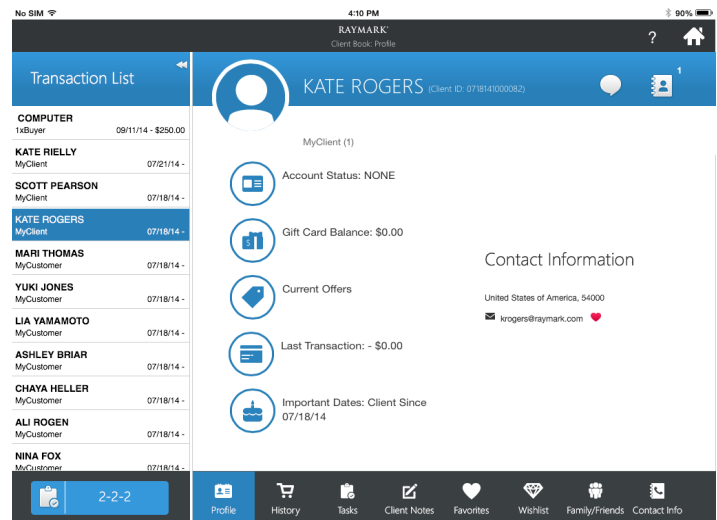 No SIM 4:10 PM 90%
RAYMARK
Client Book: Profile
?
Transaction List
KATE ROGERS (Client ID: 0718141000082)
1
COMPUTER
1xBuyer 09/11/14 - $250.00
KATE RIELLY
MyClient 07/21/14 -
SCOTT PEARSON
MyClient 07/18/14 -
KATE ROGERS
MyClient 07/18/14 -
MARI THOMAS
MyCustomer 07/18/14 -
YUKI JONES
MyCustomer 07/18/14 -
LIA YAMAMOTO
MyCustomer 07/18/14 -
ASHLEY BRIAR
MyCustomer 07/18/14 -
CHAYA HELLER
MyCustomer 07/18/14 -
ALI ROGEN
MyCustomer 07/18/14 -
NINA FOX
MyCustomer 07/18/14 -
2-2-2
MyClient (1)
Account Status: NONE
Gift Card Balance: $0.00
Current Offers
Last Transaction: - $0.00
Important Dates: Client Since
07/18/14
Contact Information
United States of America, 54000
krogers@raymark.com
Profile History Tasks Client Notes Favorites Wishlist Family/Friends Contact Info